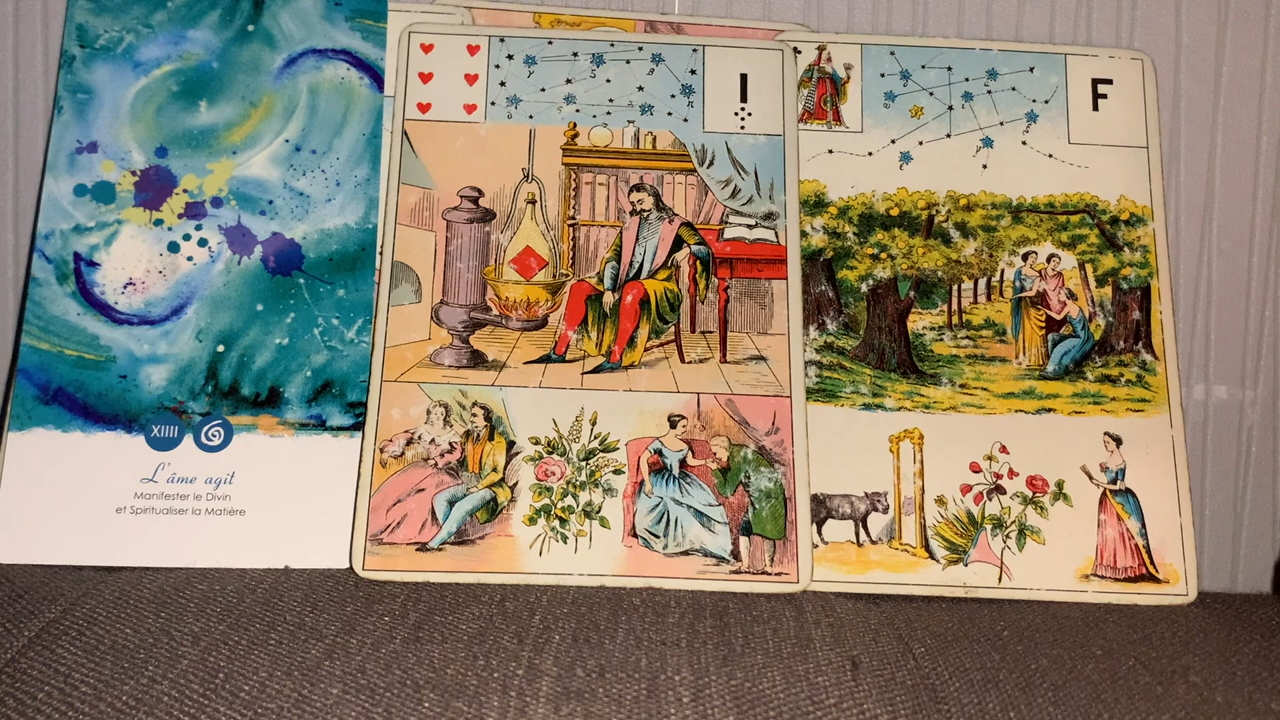 XIIII
L'âme agit
Manifester le Divin
et Spiritualiser la Matière
I
F